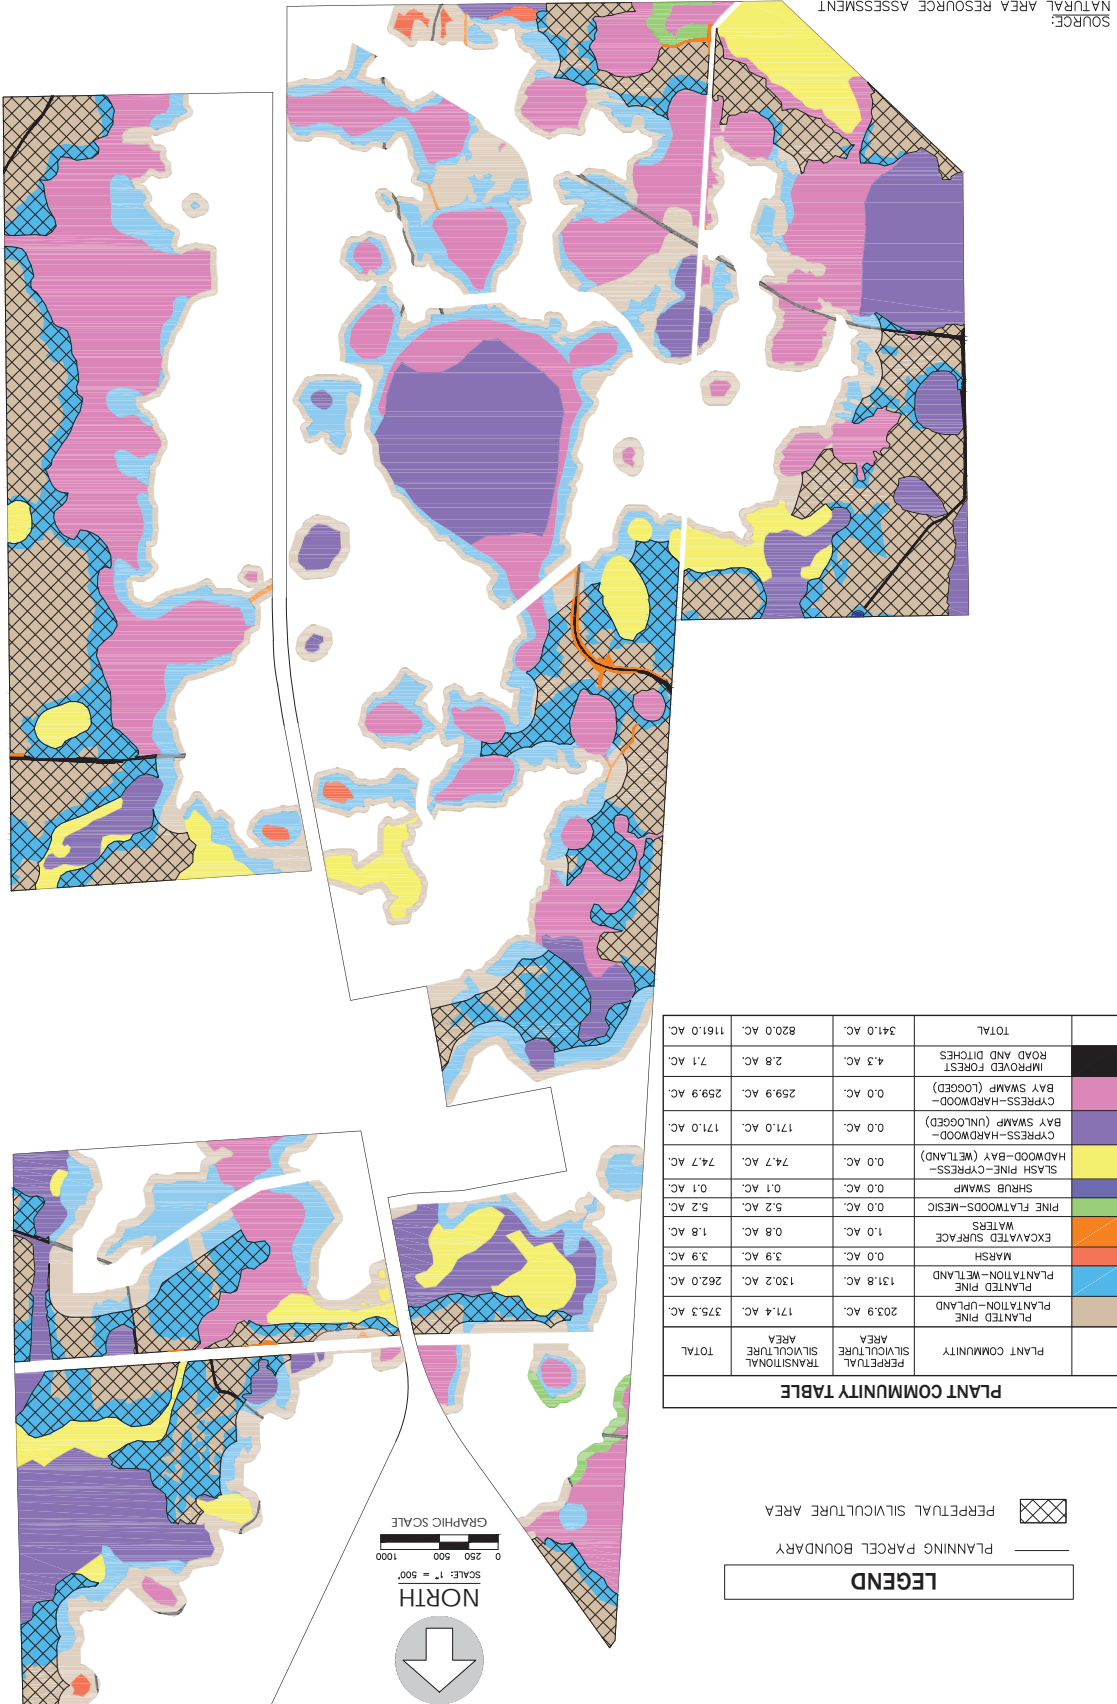 LEGEND
PLANNING PARCEL BOUNDARY
PERPETUAL SILVICULTURE AREA
NORTH
SCALE: 1" = 500'
0 250 500 1000
GRAPHIC SCALE
PLANT COMMUNITY TABLE
PLANT COMMUNITY
PERPETUAL
SILVICULTURE
AREA
TRANSITIONAL
SILVICULTURE
AREA
TOTAL
PLANTED PINE
PLANTATION-UPLAND
203.9 AC.
171.4 AC.
375.3 AC.
PLANTED PINE
PLANTATION-WETLAND
131.8 AC.
130.2 AC.
262.0 AC.
MARSH
0.0 AC.
3.9 AC.
3.9 AC.
EXCAVATED SURFACE
WATERS
1.0 AC.
0.8 AC.
1.8 AC.
PINE FLATWOODS-MESIC
0.0 AC.
5.2 AC.
5.2 AC.
SHRUB SWAMP
0.0 AC.
0.1 AC.
0.1 AC.
SLASH PINE-CYPRESS-
HADWOOD-BAY (WETLAND)
0.0 AC.
74.7 AC.
74.7 AC.
CYPRESS-HARDWOOD-
BAY SWAMP (UNLOGGED)
0.0 AC.
171.0 AC.
171.0 AC.
CYPRESS-HARDWOOD-
BAY SWAMP (LOGGED)
0.0 AC.
259.9 AC.
259.9 AC.
IMPROVED FOREST
ROAD AND DITCHES
4.3 AC.
2.8 AC.
7.1 AC.
TOTAL
341.0 AC.
820.0 AC.
1161.0 AC.
SOURCE:
NATURAL AREA RESOURCE ASSESSMENT